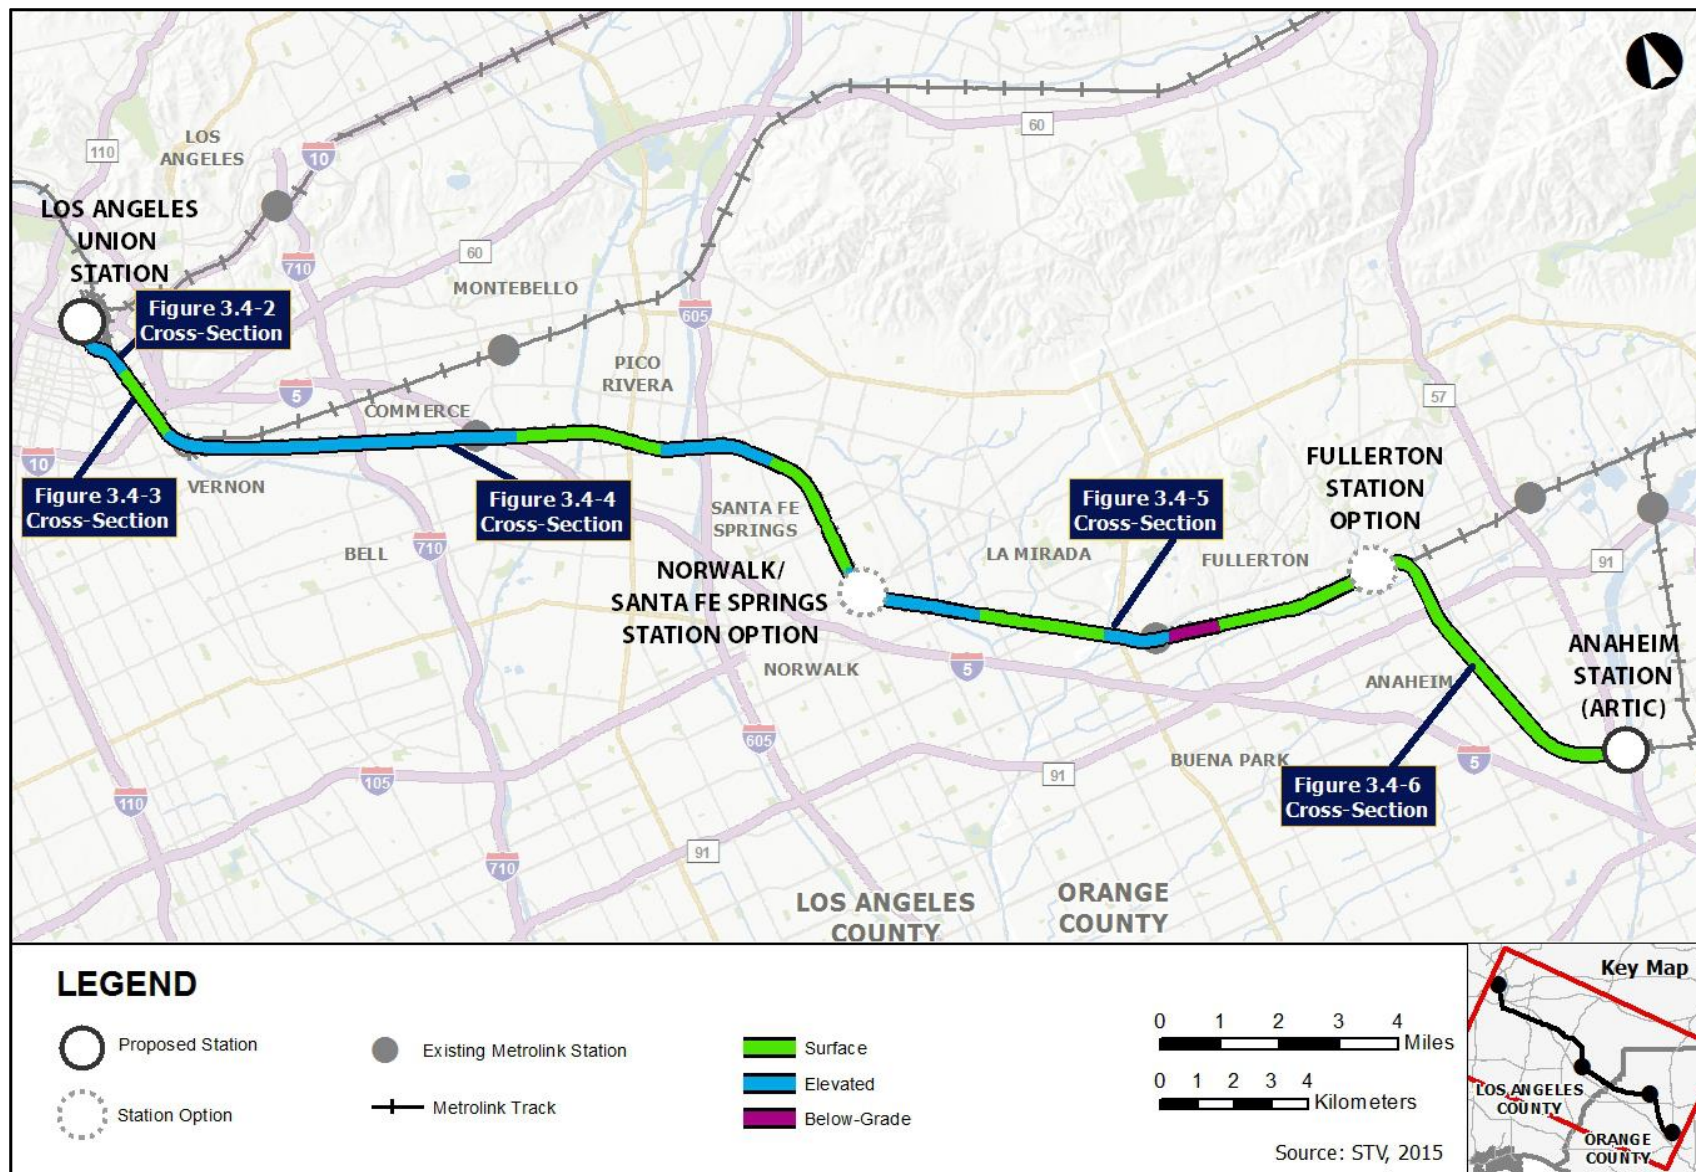 LOS
ANGELES
110
10
60
LOS ANGELES
UNION
STATION
60
710
MONTEBELLO
Figure 3.4-2
Cross-Section
605
PICO
RIVERA
5
COMMERCE
57
10
VERNON
Figure 3.4-3
Cross-Section
Figure 3.4-4
Cross-Section
SANTA FE
SPRINGS
Figure 3.4-5
Cross-Section
FULLERTON
STATION
OPTION
BELL
710
LA MIRADA
FULLERTON
91
NORWALK/
SANTA FE SPRINGS
STATION OPTION
NORWALK
5
ANAHEIM
ANAHEIM
STATION
(ARTIC)
605
BUENA PARK
5
105
91
110
Figure 3.4-6
Cross-Section
91
710
LOS ANGELES
COUNTY
ORANGE
COUNTY
LEGEND
Proposed Station
Station Option
Existing Metrolink Station
Metrolink Track
Surface
Elevated
Below-Grade
0 1 2 3 4
Miles
0 1 2 3 4
Kilometers
Source: STV, 2015
Key Map
LOS ANGELES
COUNTY
ORANGE
COUNTY